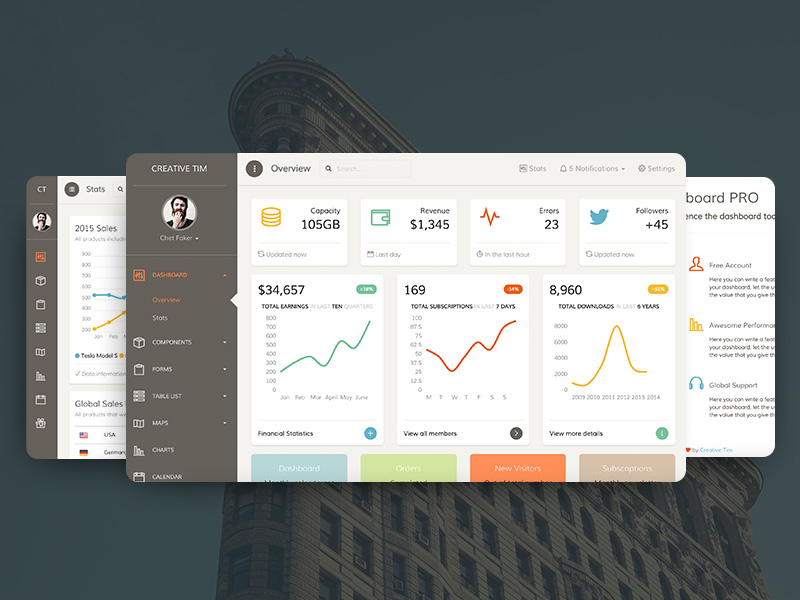 CT
Stats
2015 Sales
All products includin
900
800
700
600
500
400
300
200
Jan Feb
Tesla Model S
Data information
Global Sales
All products that we
USA
German
CREATIVE TIM
Chet Faker
DASHBOARD
Overview
Stats
COMPONENTS
FORMS
TABLE LIST
MAPS
CHARTS
CALENDAR
Overview
Search...
Stats
5 Notifications
Settings
Capacity
105GB
Updated now
Revenue
$1,345
Last day
Errors
23
In the last hour
Followers
+45
Updated now
$34,657
TOTAL EARNINGS IN LAST TEN QUARTERS
800
700
600
500
400
300
200
100
0
Jan Feb Mar April May June
Financial Statistics
169
TOTAL SUBSCRIPTIONS IN LAST 7 DAYS
100
87.5
75
62.5
50
37.5
25
12.5
0
M T W T F S S
View all members
8,960
TOTAL DOWNLOADS IN LAST 6 YEARS
8000
6000
4000
2000
0
2009 2010 2011 2012 2013 2014
View more details
Dashboard
Orders
New Visitors
Subscriptions
board PRO
ence the dashboard too
Free Account
Here you can write a feat
your dashboard, let the u
the value that you give th
Awesome Performan
Here you can write a feat
your dashboard, let the u
the value that you give th
Global Support
Here you can write a feat
your dashboard, let the u
the value that you give th
by Creative Tim